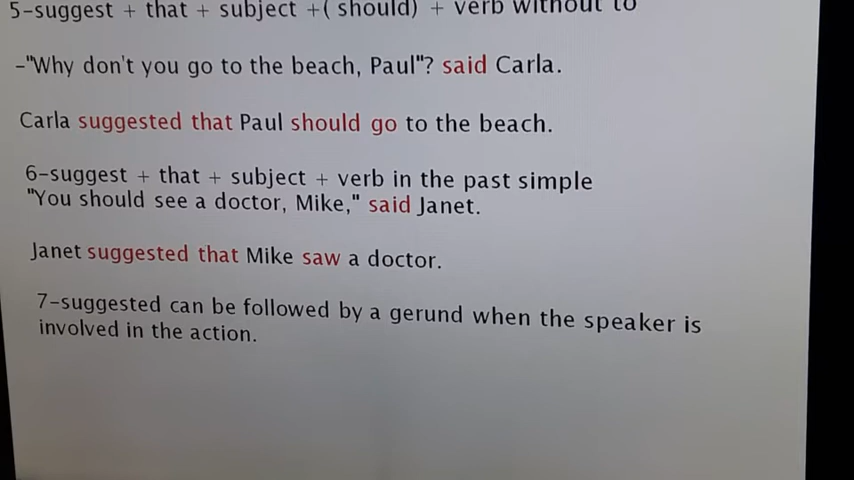 5-suggest + that + subject +( should) + verb without to
-"Why don't you go to the beach, Paul"? said Carla.
Carla suggested that Paul should go to the beach.
6-suggest + that + subject + verb in the past simple
"You should see a doctor, Mike," said Janet.
Janet suggested that Mike saw a doctor.
7-suggested can be followed by a gerund when the speaker is
involved in the action.